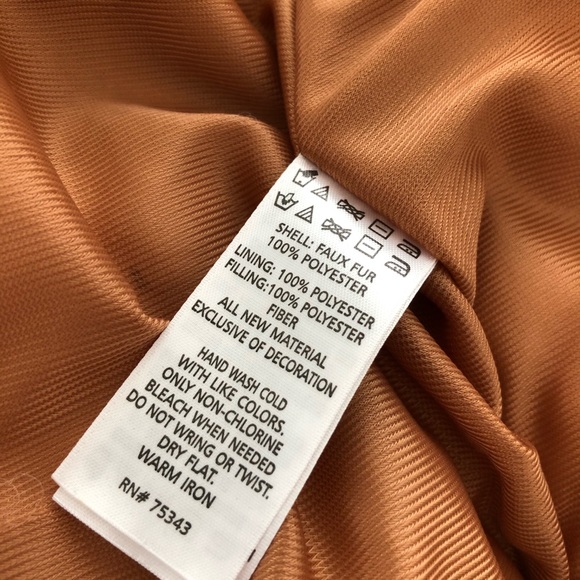 SHELL: FAUX FUR
100% POLYESTER
LINING: 100% POLYESTER
FILLING:100% POLYESTER
FIBER
ALL NEW MATERIAL
EXCLUSIVE OF DECORATION
HAND WASH COLD
WITH LIKE COLORS.
ONLY NON-CHLORINE
BLEACH WHEN NEEDED
DO NOT WRING OR TWIST.
DRY FLAT.
WARM IRON
RN# 75343